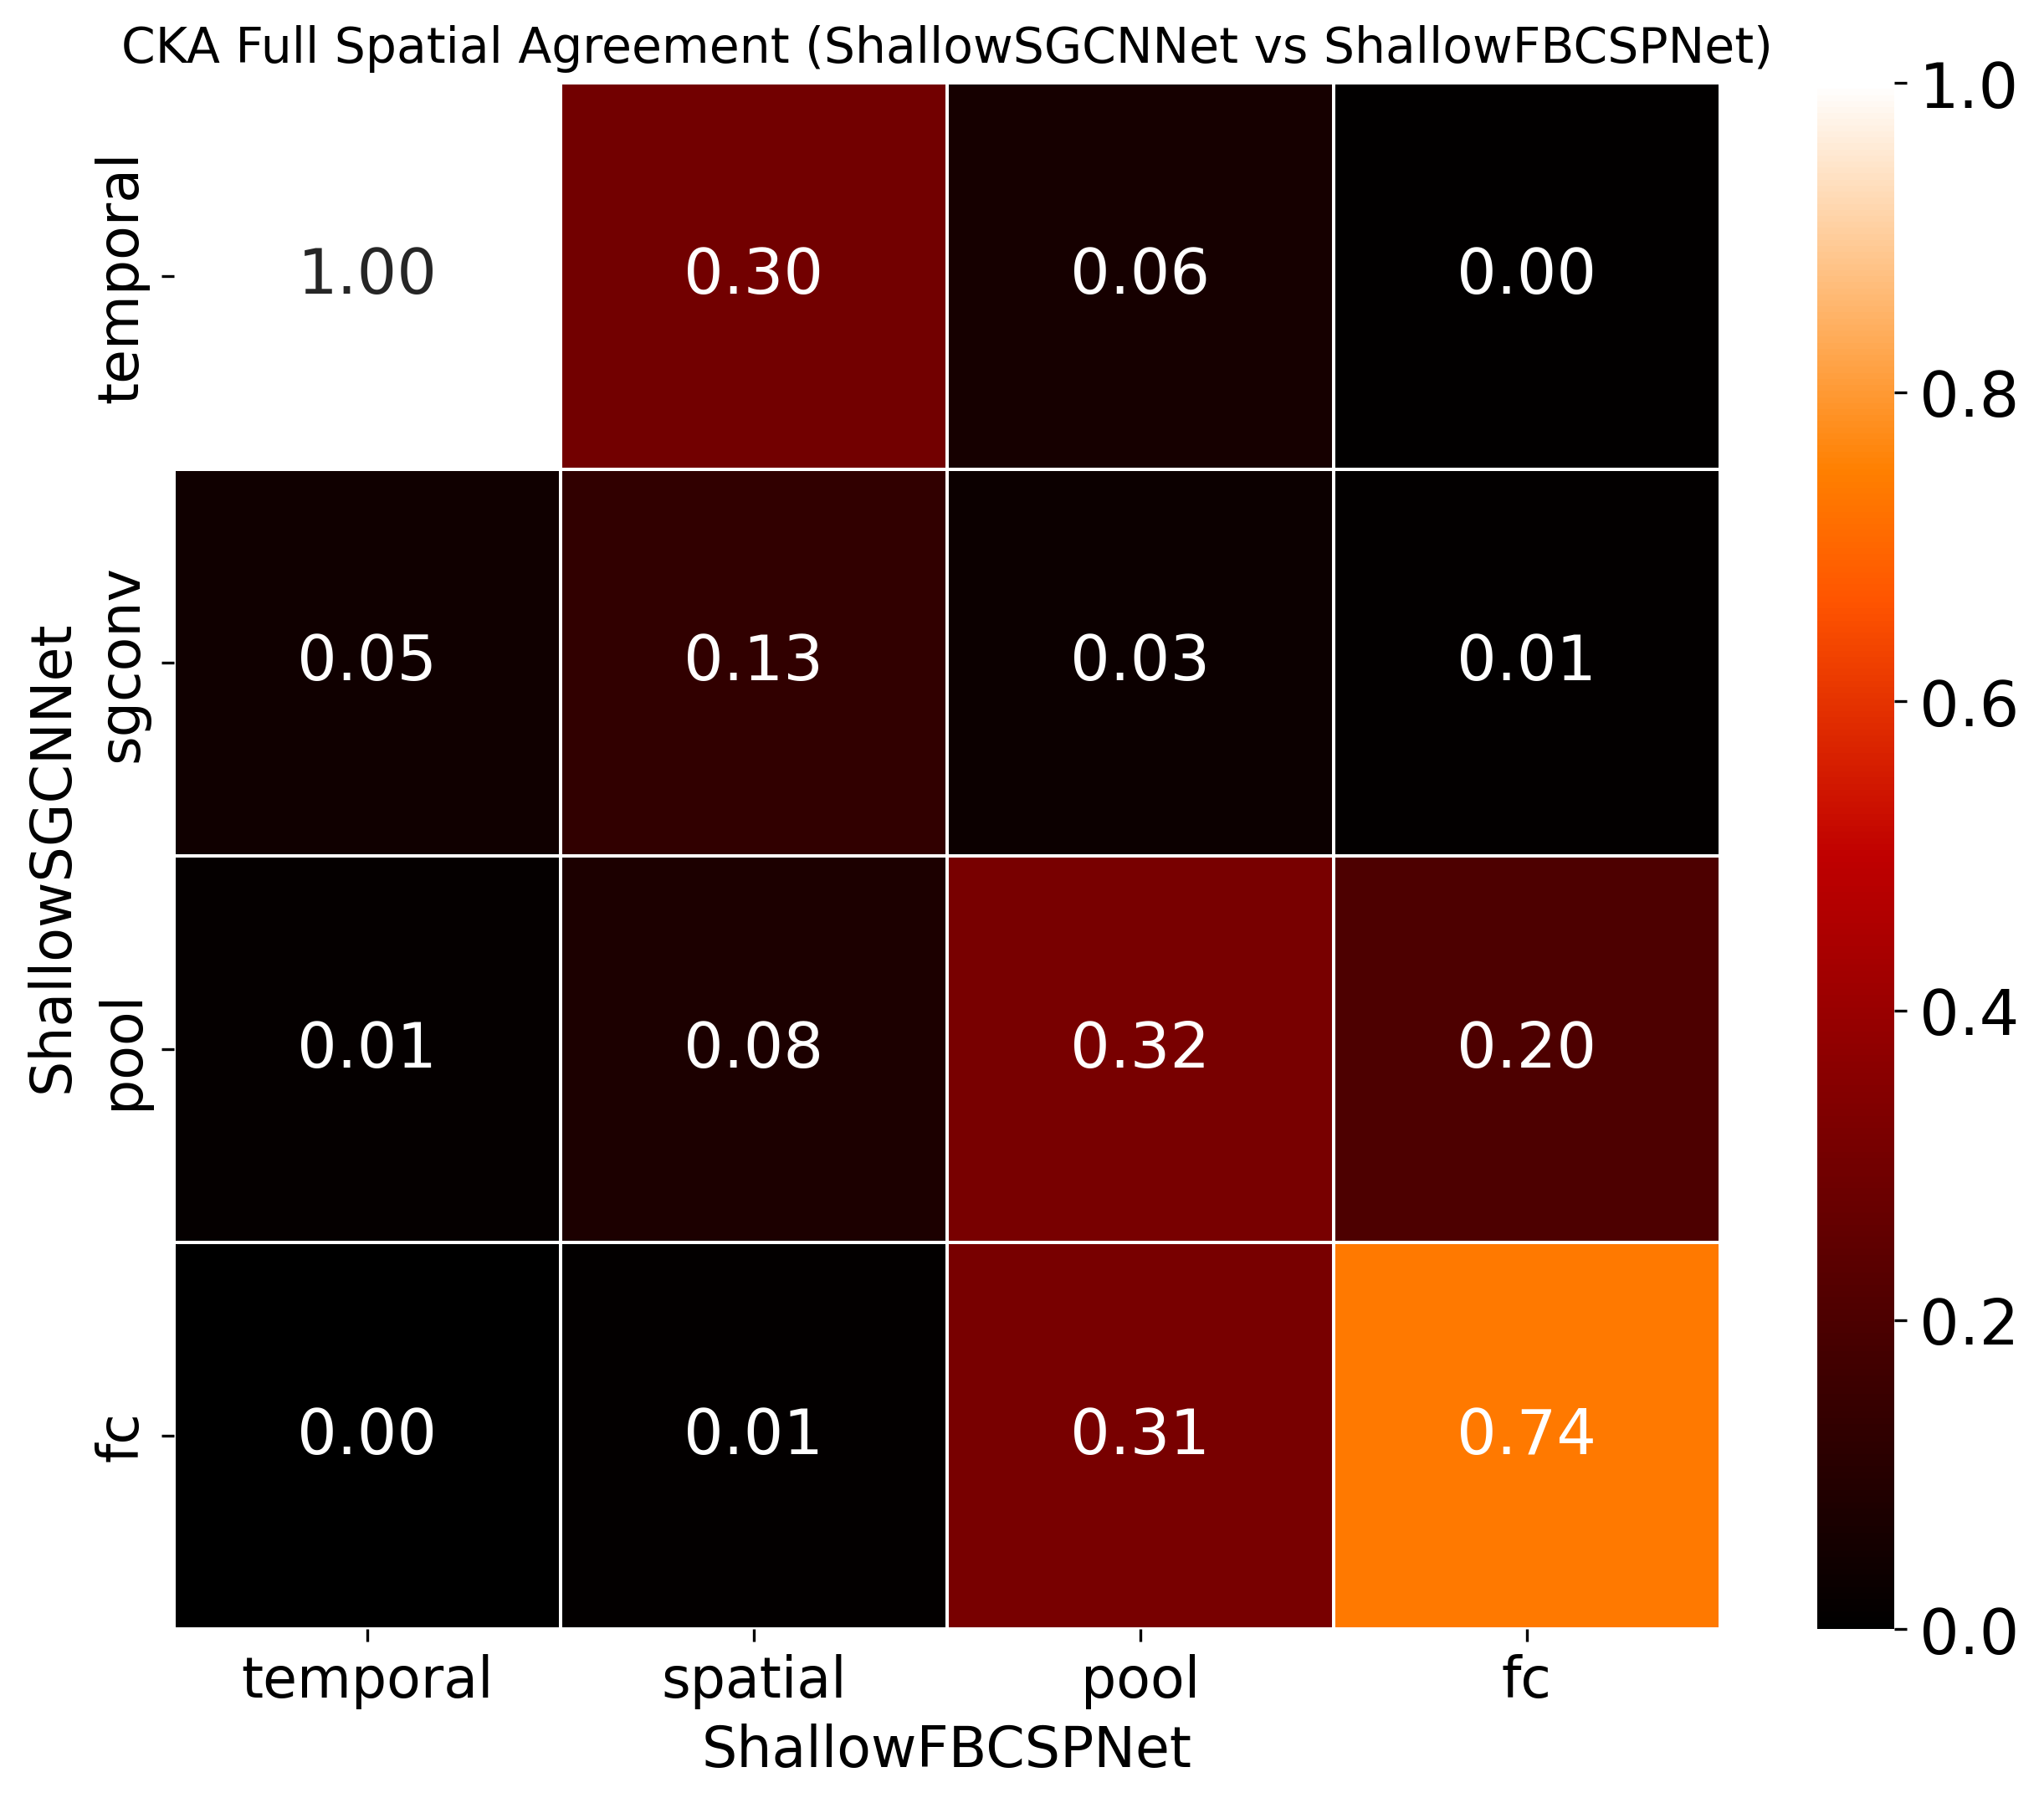 CKA Full Spatial Agreement (ShallowSGCNNet vs ShallowFBCSPNet)
ShallowSGCNNet
temporal
1.00 0.30 0.06 0.00
sgconv
0.05 0.13 0.03 0.01
pool
0.01 0.08 0.32 0.20
fc
0.00 0.01 0.31 0.74
temporal spatial pool fc
ShallowFBCSPNet
1.0
0.8
0.6
0.4
0.2
0.0